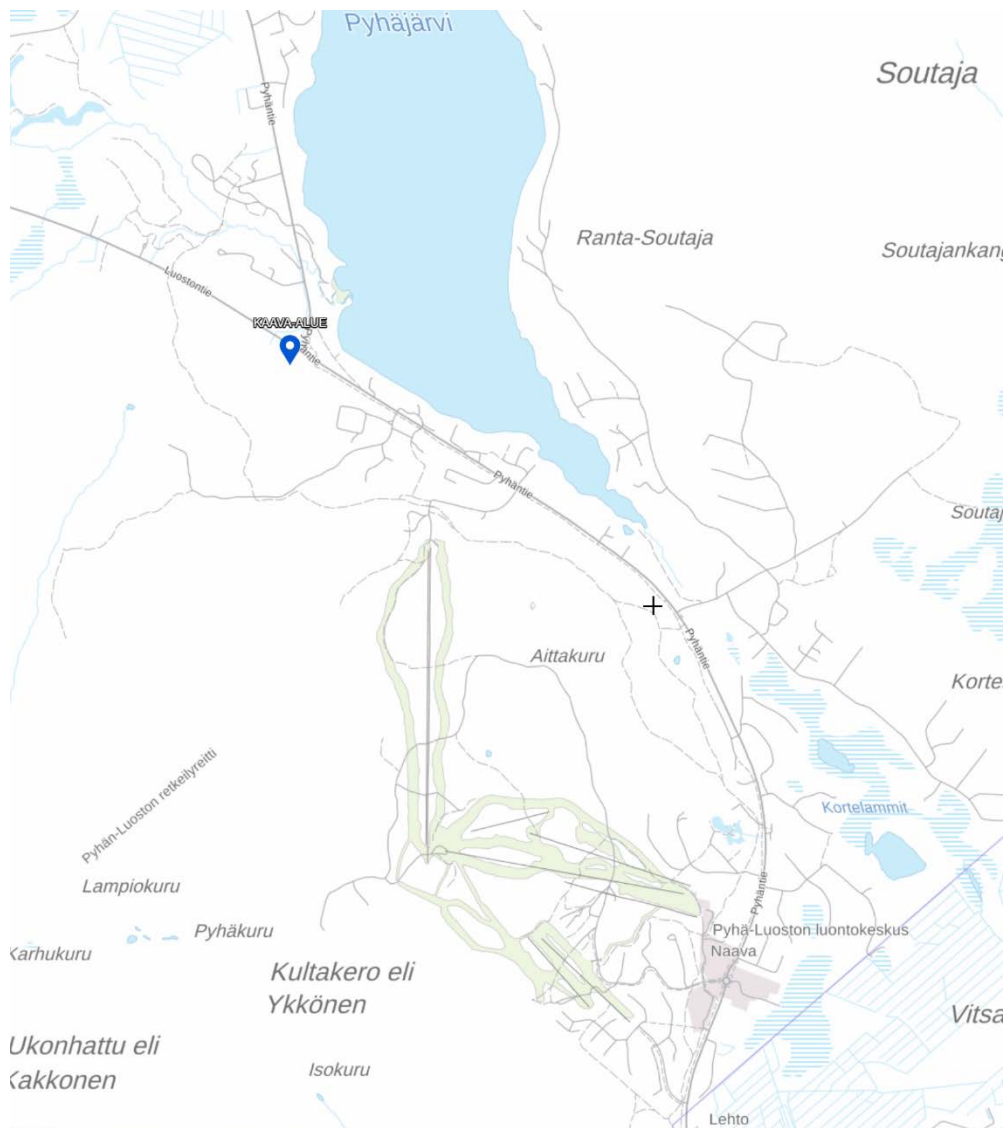 Pyhäjärvi
Soutaja
Pyhäntie
Ranta-Soutaja
Soutajankang
Luostontie
KAAVA-ALUE
Pyhäntie
Pyhäntie
Soutaj
Pyhäntie
Aittakuru
Korte
Pyhän-Luoston retkeilyreitti
Kortelammit
Lampiokuru
Pyhäntie
Pyhäkuru
Pyhä-Luoston luontokeskus
Naava
Karhukuru
Kultakero eli
Ykkönen
Vitsa
Ukonhattu eli
Kakkonen
Isokuru
Lehto